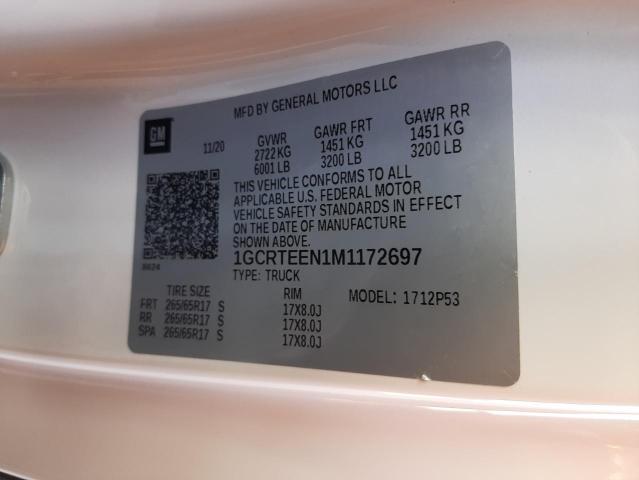 MFD BY GENERAL MOTORS LLC
GM
11/20 GVWR GAWR FRT GAWR RR
2722 KG 1451 KG 1451 KG
6001 LB 3200 LB 3200 LB
THIS VEHICLE CONFORMS TO ALL
APPLICABLE U.S. FEDERAL MOTOR
VEHICLE SAFETY STANDARDS IN EFFECT
ON THE DATE OF MANUFACTURE
SHOWN ABOVE.
1GCRTEEN1M1172697
TYPE: TRUCK
8624
TIRE SIZE RIM MODEL: 1712P53
FRT 265/65R17 S 17X8.0J
RR 265/65R17 S 17X8.0J
SPA 265/65R17 S 17X8.0J